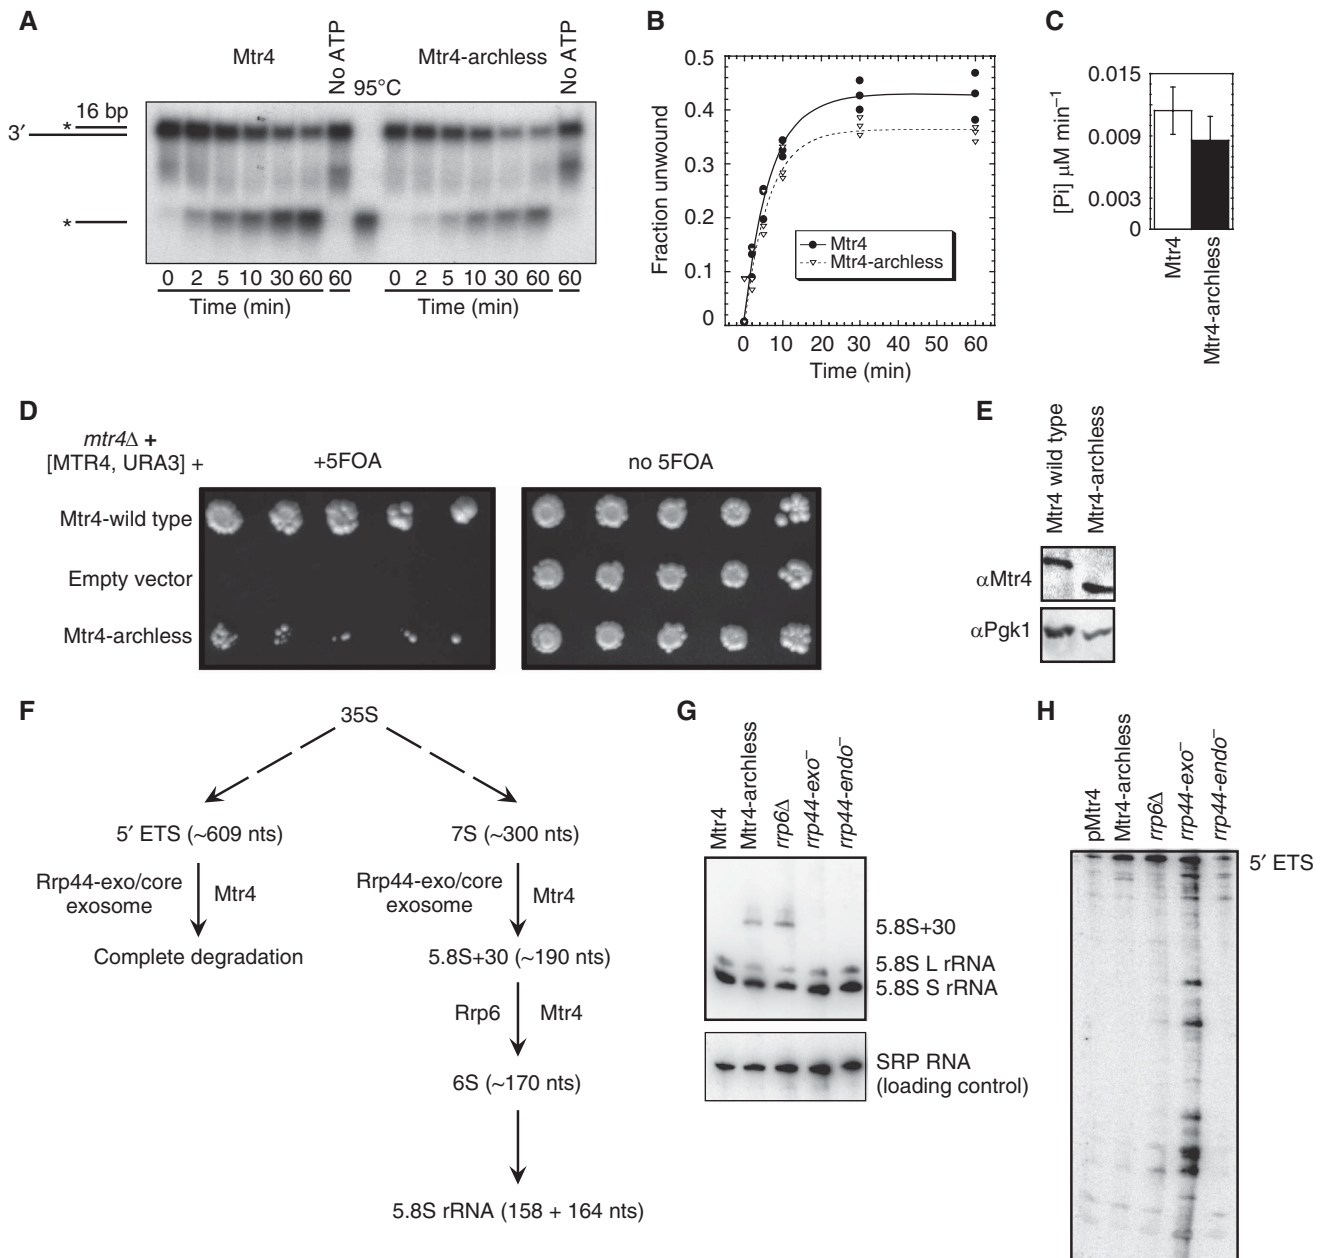 A
Mtr4
No ATP
95°C
Mtr4-archless
No ATP
16 bp
*
3′
*
0 2 5 10 30 60 60 0 2 5 10 30 60 60
Time (min)
Time (min)
B
Fraction unwound
0.5
0.4
0.3
0.2
0.1
0
Mtr4
Mtr4-archless
0 10 20 30 40 50 60
Time (min)
C
[Pi] μM min⁻¹
0.015
0.009
0.003
0
Mtr4
Mtr4-archless
D
mtr4Δ +
[MTR4, URA3] +
+5FOA
no 5FOA
Mtr4-wild type
Empty vector
Mtr4-archless
E
Mtr4 wild type
Mtr4-archless
αMtr4
αPgk1
F
35S
5′ ETS (~609 nts)
7S (~300 nts)
Rrp44-exo/core
exosome
Mtr4
Rrp44-exo/core
exosome
Mtr4
Complete degradation
5.8S+30 (~190 nts)
Rrp6
Mtr4
6S (~170 nts)
5.8S rRNA (158 + 164 nts)
G
Mtr4
Mtr4-archless
rrp6Δ
rrp44-exo⁻
rrp44-endo⁻
5.8S+30
5.8S L rRNA
5.8S S rRNA
SRP RNA
(loading control)
H
pMtr4
Mtr4-archless
rrp6Δ
rrp44-exo⁻
rrp44-endo⁻
5′ ETS